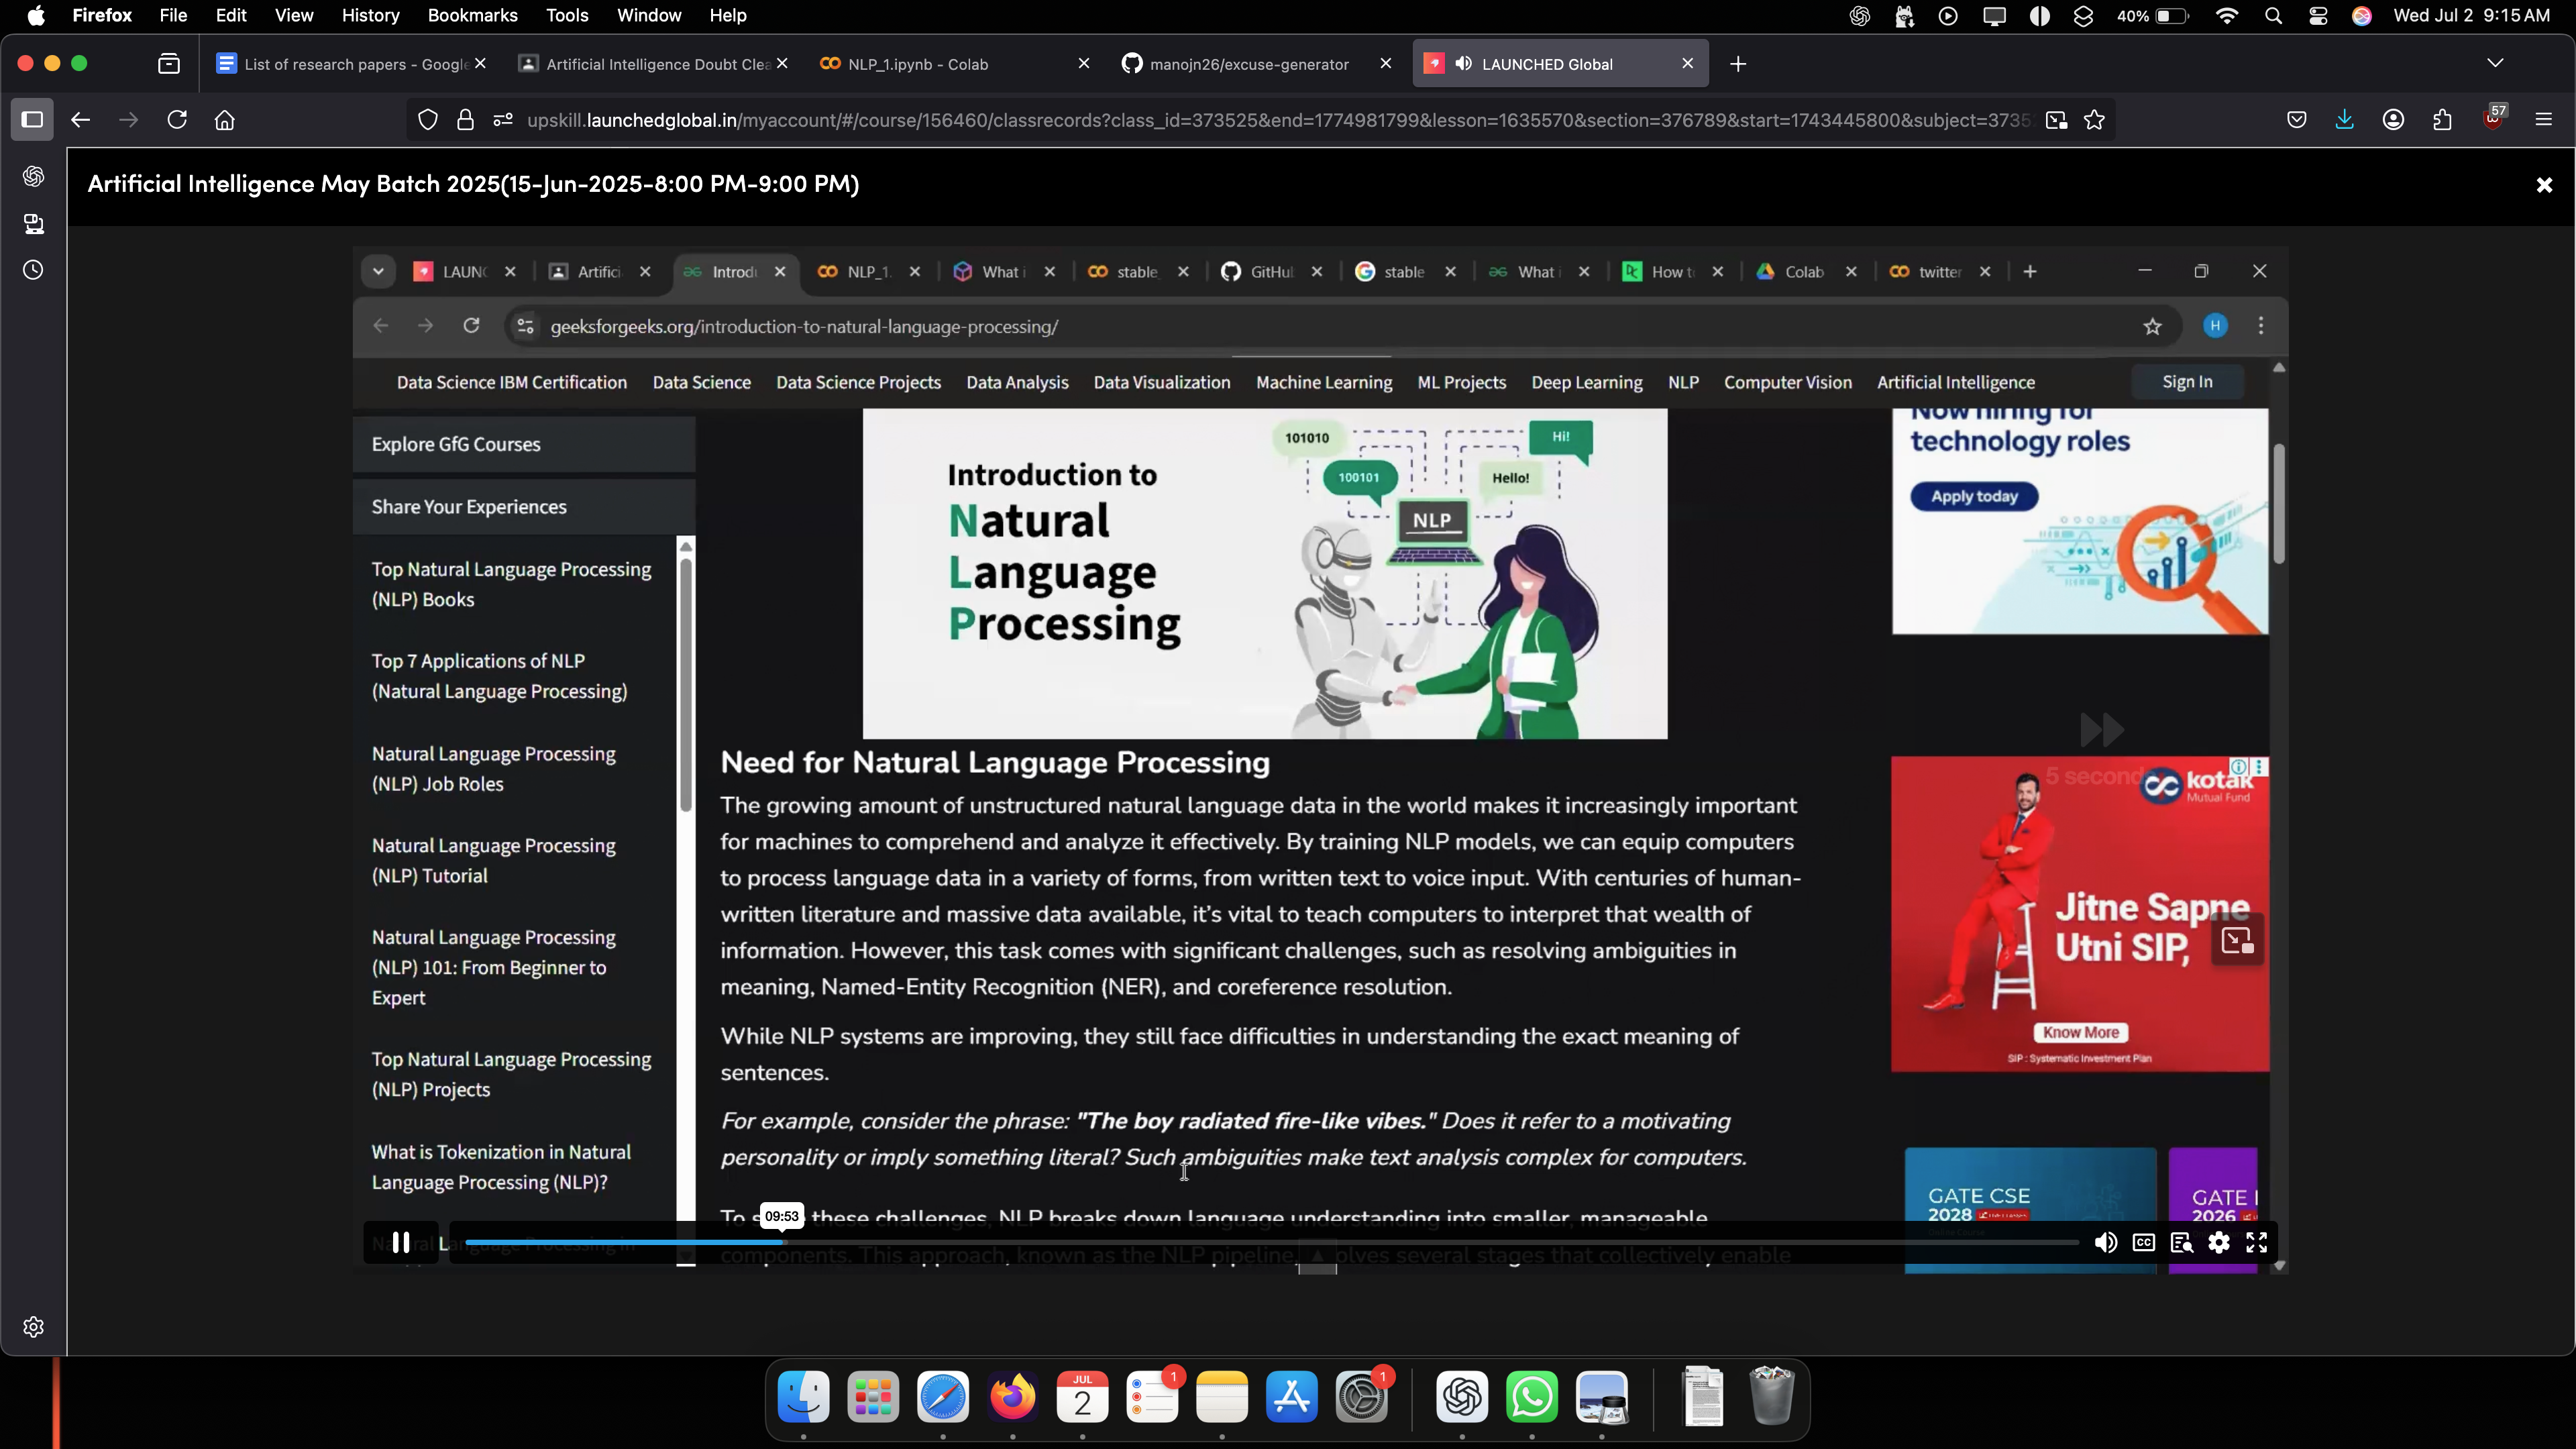 Firefox File Edit View History Bookmarks Tools Window Help 40% Wed Jul 2 9:15 AM
List of research papers - Google Artificial Intelligence Doubt Clea NLP_1.ipynb - Colab manojn26/excuse-generator LAUNCHED Global
upskill.launchedglobal.in/myaccount/#/course/156460/classrecords?class_id=373525&end=1774981799&lesson=1635570&section=376789&start=1743445800&subject=3735 57
Artificial Intelligence May Batch 2025(15-Jun-2025-8:00 PM-9:00 PM)
LAUNC Artifici Introdu NLP_1. What i stable_ GitHu stable What i How to Colab twitter
geeksforgeeks.org/introduction-to-natural-language-processing/ H
Data Science IBM Certification Data Science Data Science Projects Data Analysis Data Visualization Machine Learning ML Projects Deep Learning NLP Computer Vision Artificial Intelligence Sign In
Explore GfG Courses
Share Your Experiences
Top Natural Language Processing
(NLP) Books
Top 7 Applications of NLP
(Natural Language Processing)
Natural Language Processing
(NLP) Job Roles
Natural Language Processing
(NLP) Tutorial
Natural Language Processing
(NLP) 101: From Beginner to
Expert
Top Natural Language Processing
(NLP) Projects
What is Tokenization in Natural
Language Processing (NLP)?
Introduction to
Natural
Language
Processing
101010
Hi!
100101
Hello!
NLP
Need for Natural Language Processing
The growing amount of unstructured natural language data in the world makes it increasingly important
for machines to comprehend and analyze it effectively. By training NLP models, we can equip computers
to process language data in a variety of forms, from written text to voice input. With centuries of human-
written literature and massive data available, it's vital to teach computers to interpret that wealth of
information. However, this task comes with significant challenges, such as resolving ambiguities in
meaning, Named-Entity Recognition (NER), and coreference resolution.
While NLP systems are improving, they still face difficulties in understanding the exact meaning of
sentences.
For example, consider the phrase: "The boy radiated fire-like vibes." Does it refer to a motivating
personality or imply something literal? Such ambiguities make text analysis complex for computers.
To these challenges, NLP breaks down language understanding into smaller, manageable
components. This approach, known as the NLP pipeline, olves several stages that collectively enable
Now hiring for
technology roles
Apply today
5 second
kotak
Mutual Fund
Jitne Sapne
Utni SIP,
Know More
SIP : Systematic Investment Plan
GATE CSE
2028
GATE
2026
09:53
CC
JUL
2
1
1